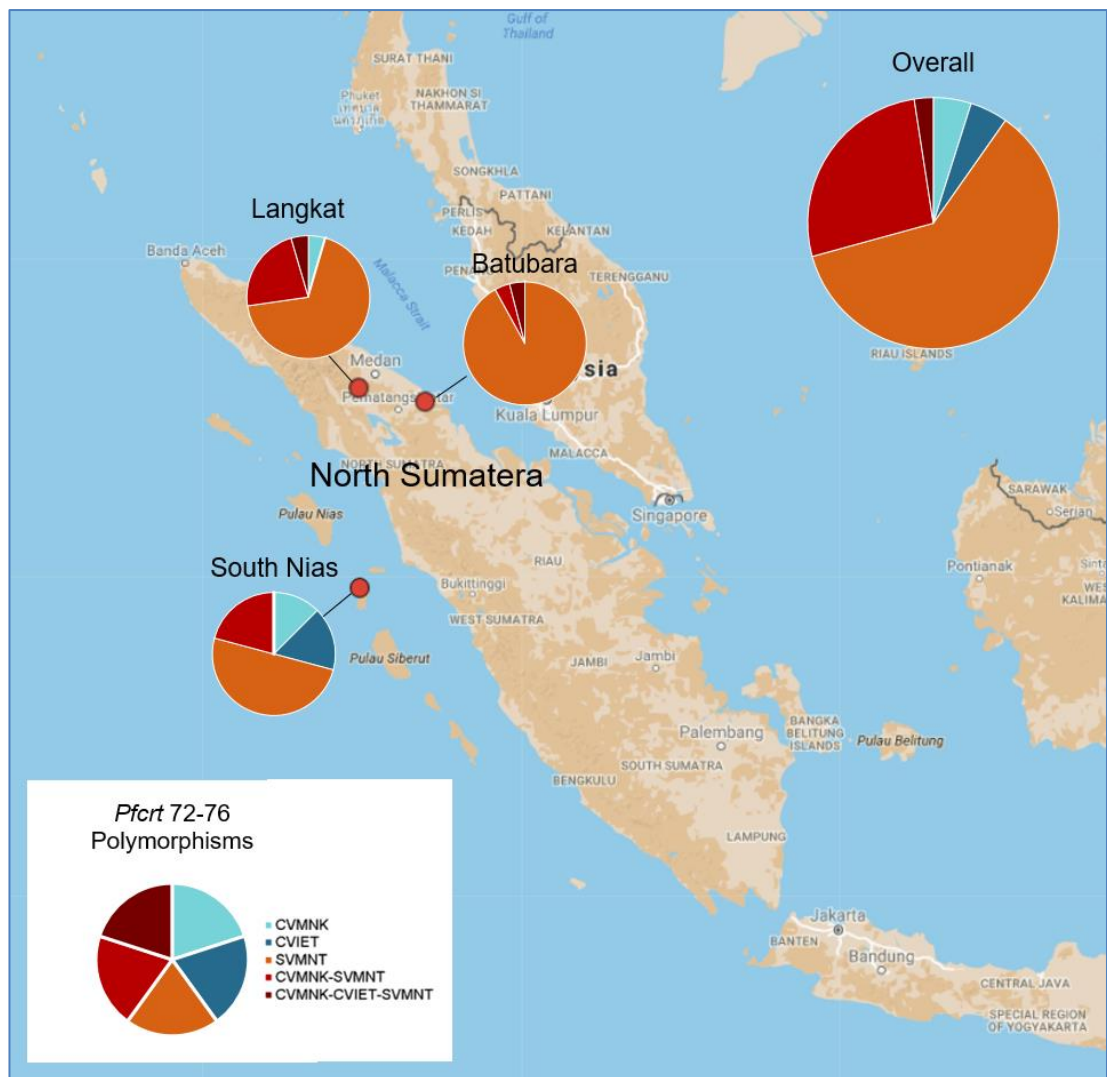 Gulf of
Thailand
SURAT THANI
Overall
Phuket
NAKHON SI
THAMMARAT
SONGKHLA
PATTANI
Langkat
PERLIS
KEDAH
KELANTAN
Banda Aceh
Batubara
Malacca Strait
TERENGGANU
RIAU ISLANDS
Medan
sia
Kuala Lumpur
NORTH SUMATRA
MALACCA
North Sumatera
SARAWAK
Serian
Pulau Nias
Singapore
RIAU
South Nias
Bukittinggi
Pontianak
WEST SUMATRA
Pulau Siberut
JAMBI
Jambi
BANGKA
BELITUNG
ISLANDS
Palembang
Pulau Belitung
SOUTH SUMATRA
BENGKULU
Pfcrt 72-76
Polymorphisms
LAMPUNG
CVMNK
CVIET
SVMNT
CVMNK-SVMNT
CVMNK-CVIET-SVMNT
Jakarta
BANTEN
Bandung
CENTRAL JAVA
SPECIAL REGION
OF YOGYAKARTA